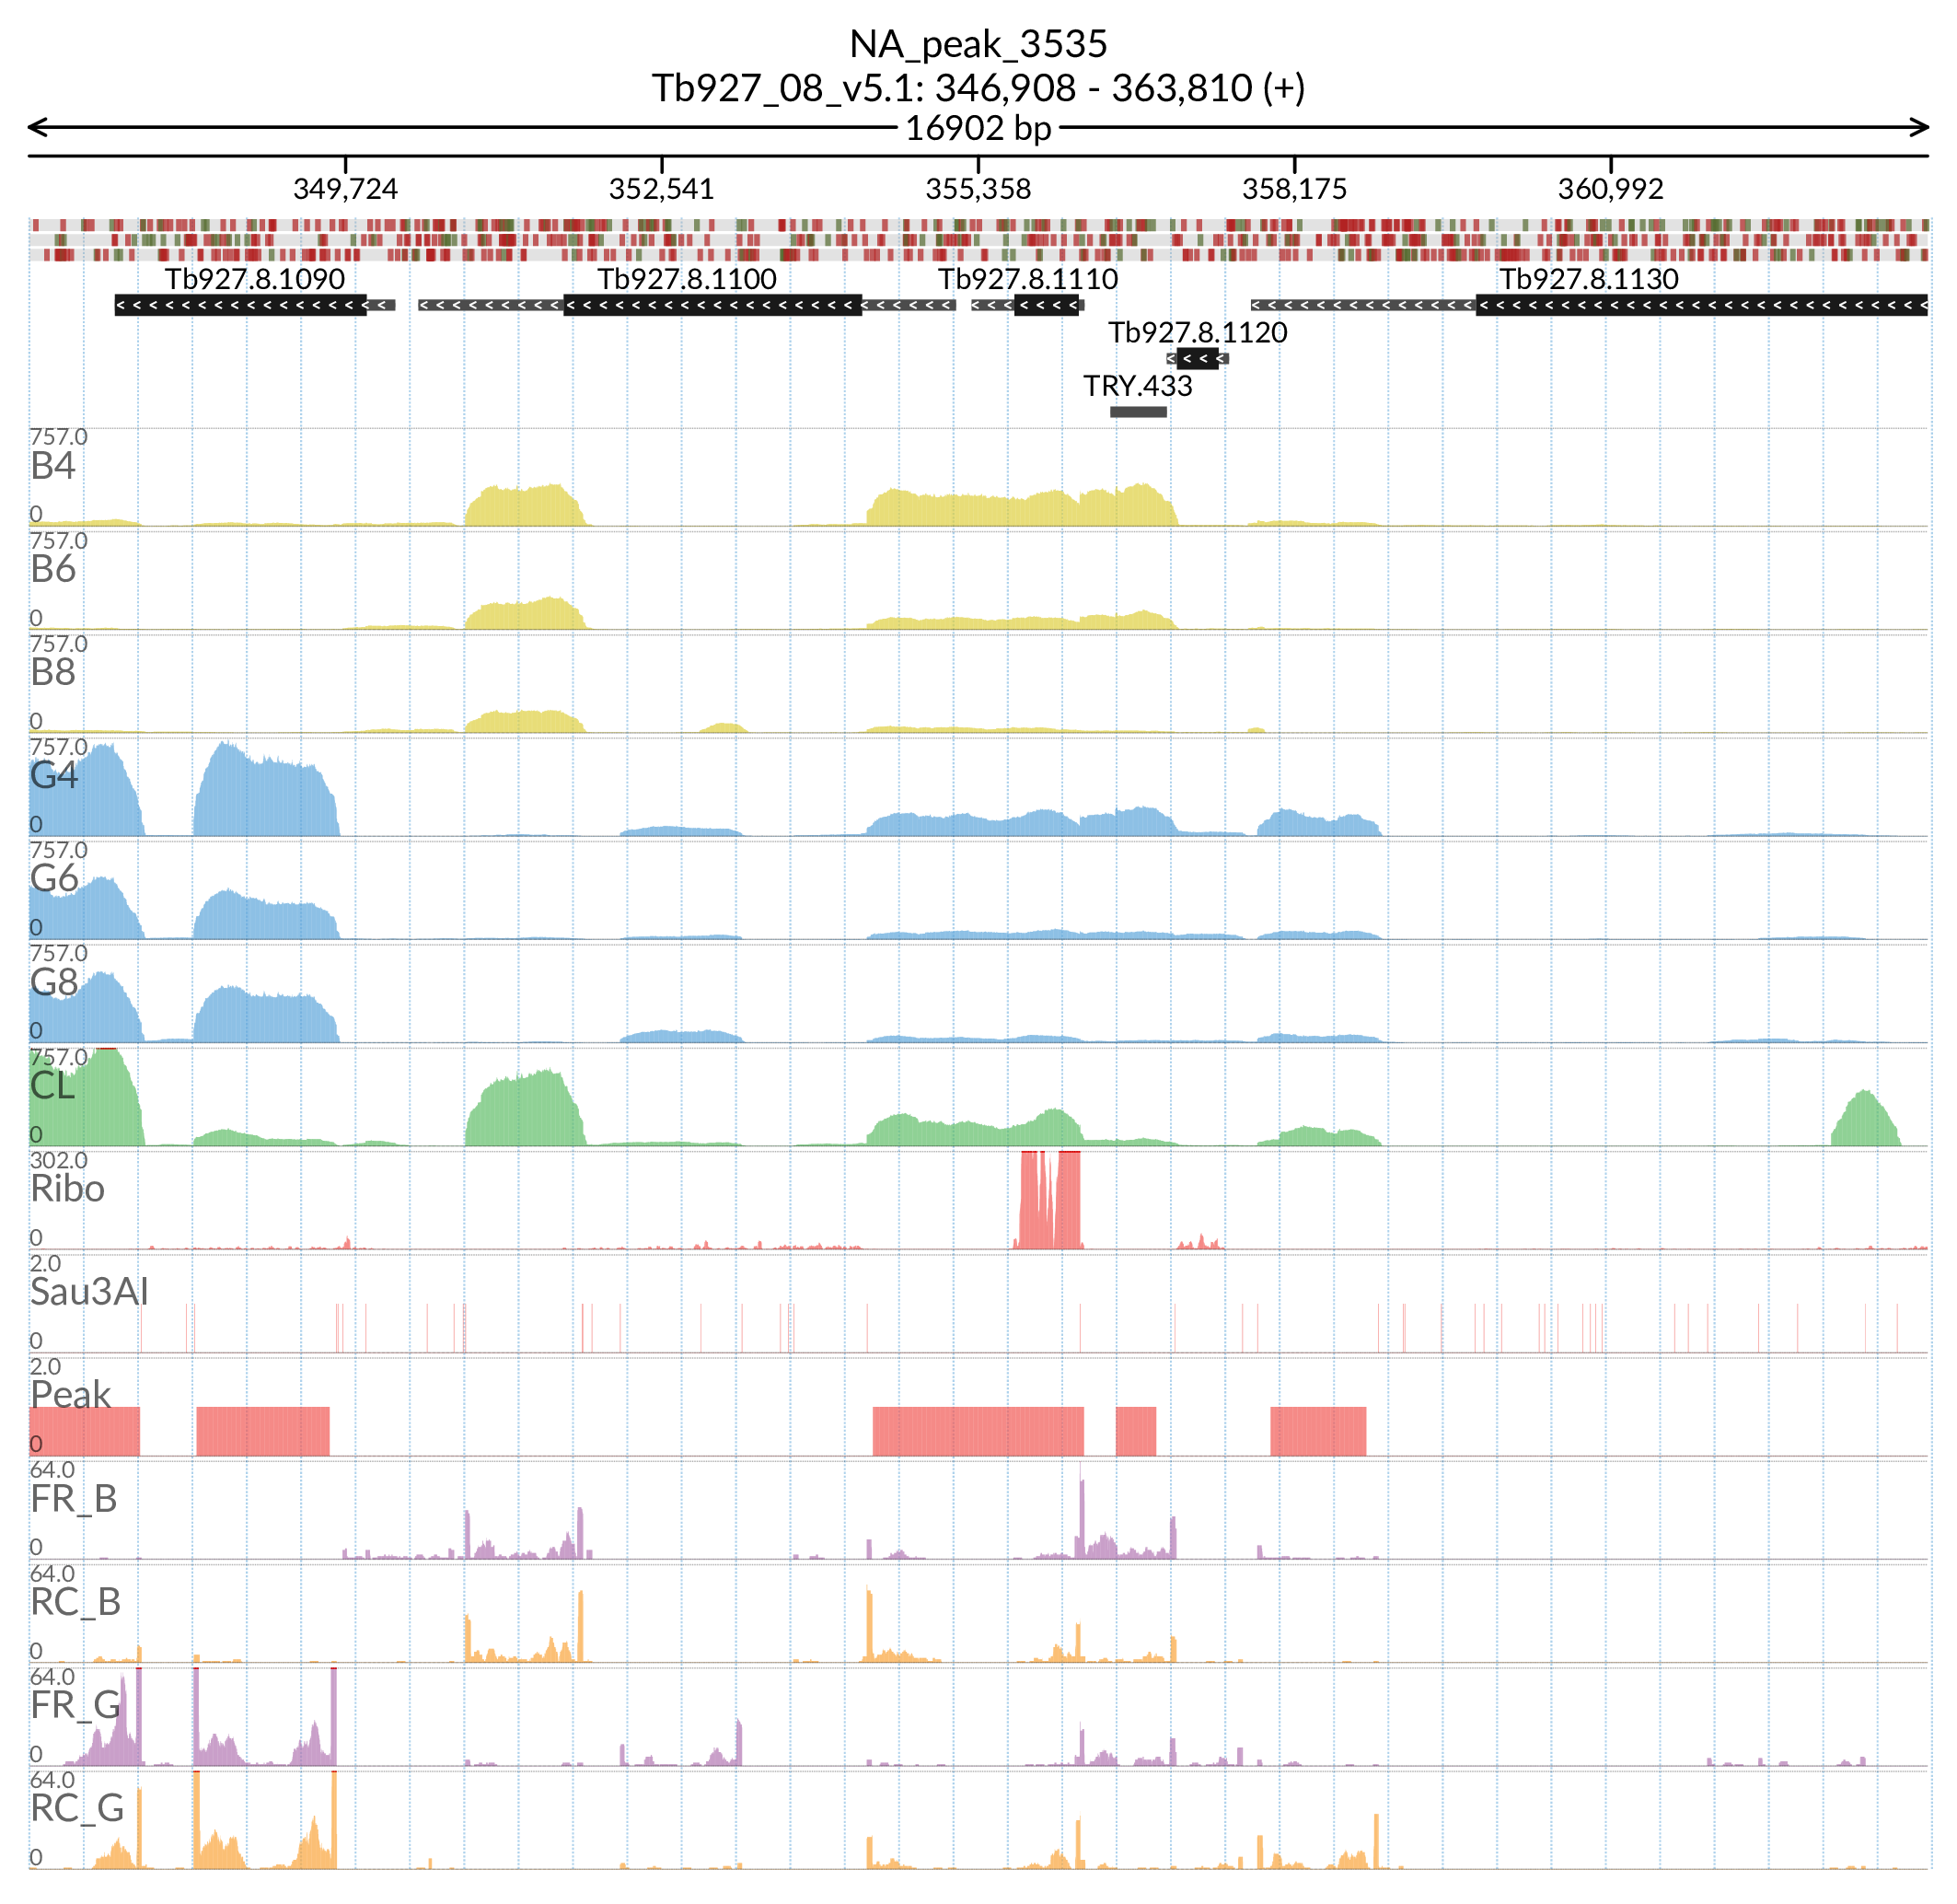 NA_peak_3535
Tb927_08_v5.1: 346,908 - 363,810 (+)
16902 bp
349,724 352,541 355,358 358,175 360,992
Tb927.8.1090 Tb927.8.1100 Tb927.8.1110 Tb927.8.1130
Tb927.8.1120
TRY.433
757.0
B4
0
757.0
B6
0
757.0
B8
0
757.0
G4
0
757.0
G6
0
757.0
G8
0
757.0
CL
0
302.0
Ribo
0
2.0
Sau3AI
0
2.0
Peak
0
64.0
FR_B
0
64.0
RC_B
0
64.0
FR_G
0
64.0
RC_G
0